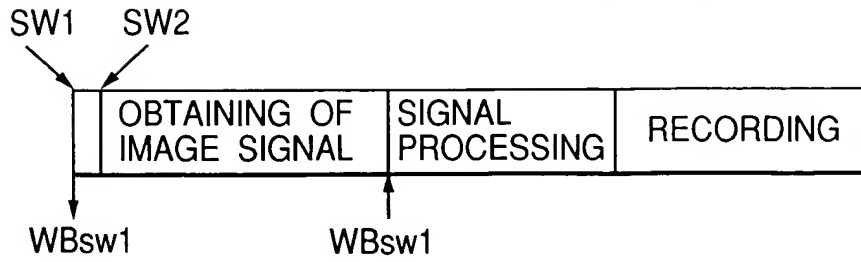 SW1 SW2
OBTAINING OF IMAGE SIGNAL
SIGNAL PROCESSING
RECORDING
WBsw1 WBsw1